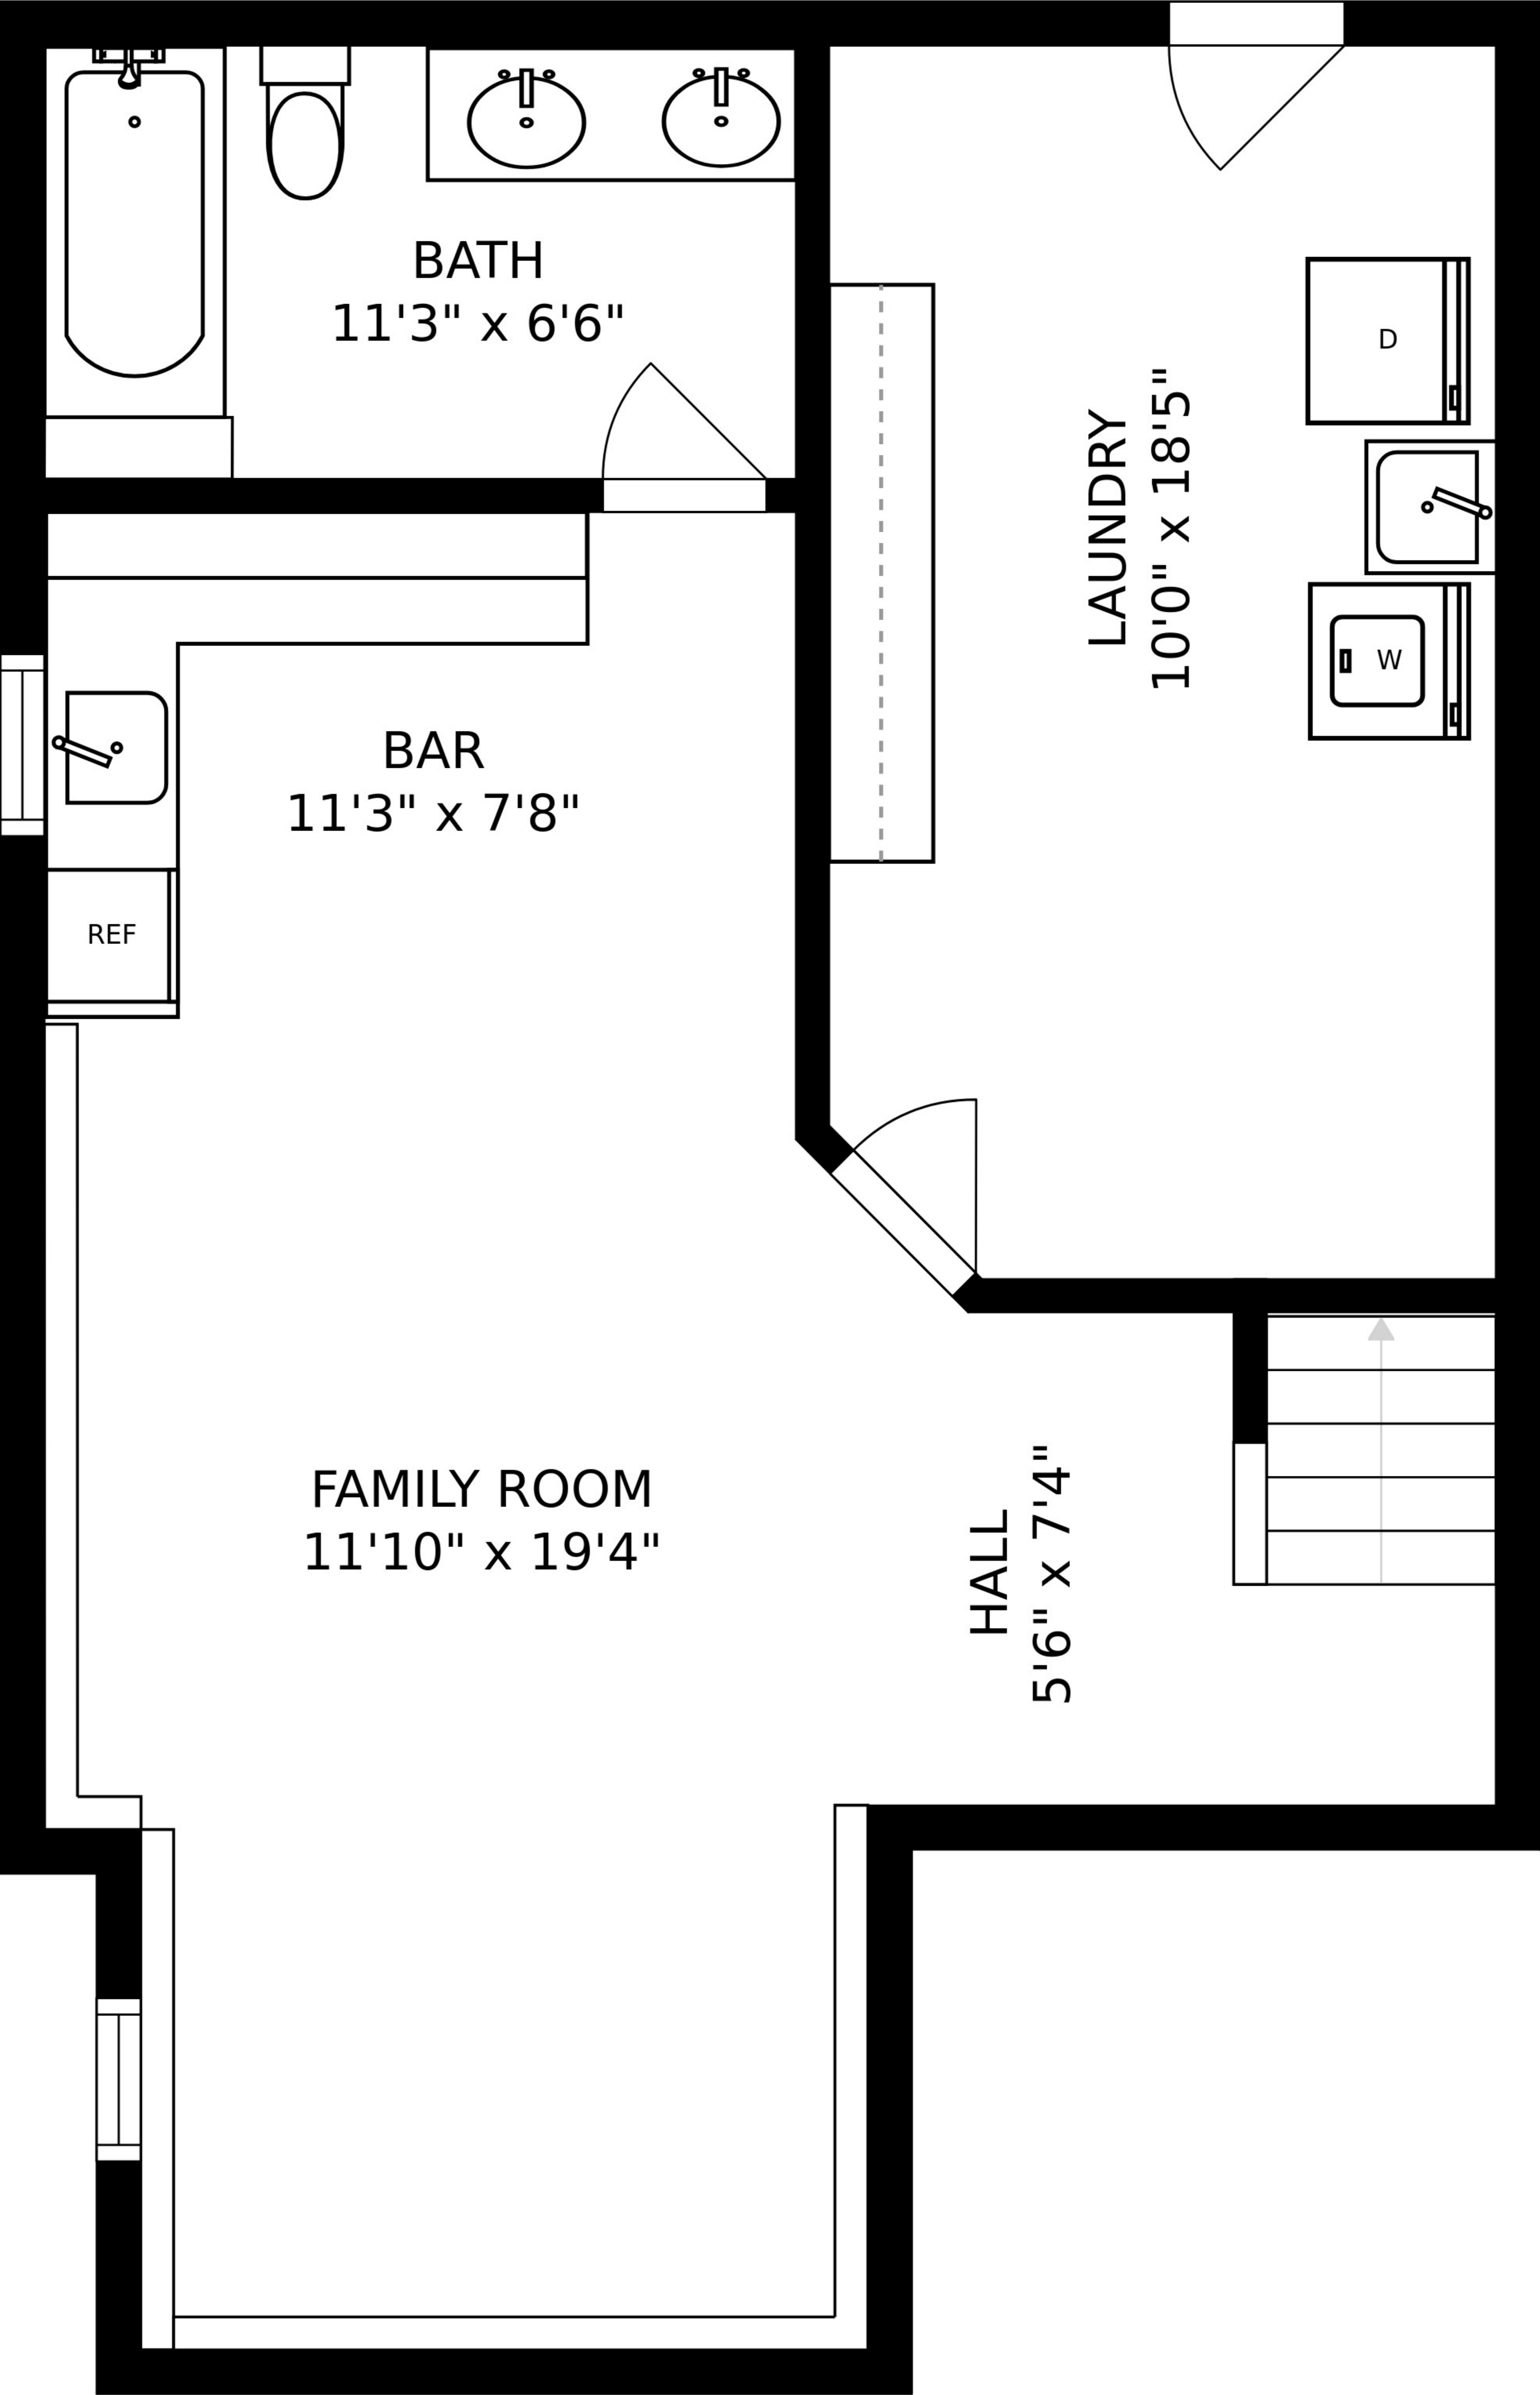 BATH
11'3" x 6'6"
D
LAUNDRY
10'0" x 18'5"
W
BAR
11'3" x 7'8"
REF
FAMILY ROOM
11'10" x 19'4"
HALL
5'6" x 7'4"